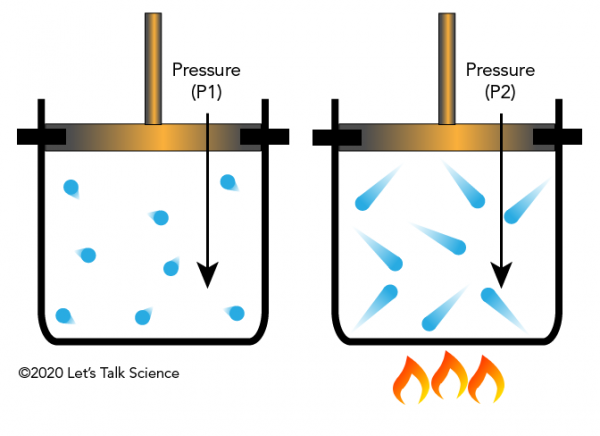 Pressure
(P1)
Pressure
(P2)
©2020 Let's Talk Science